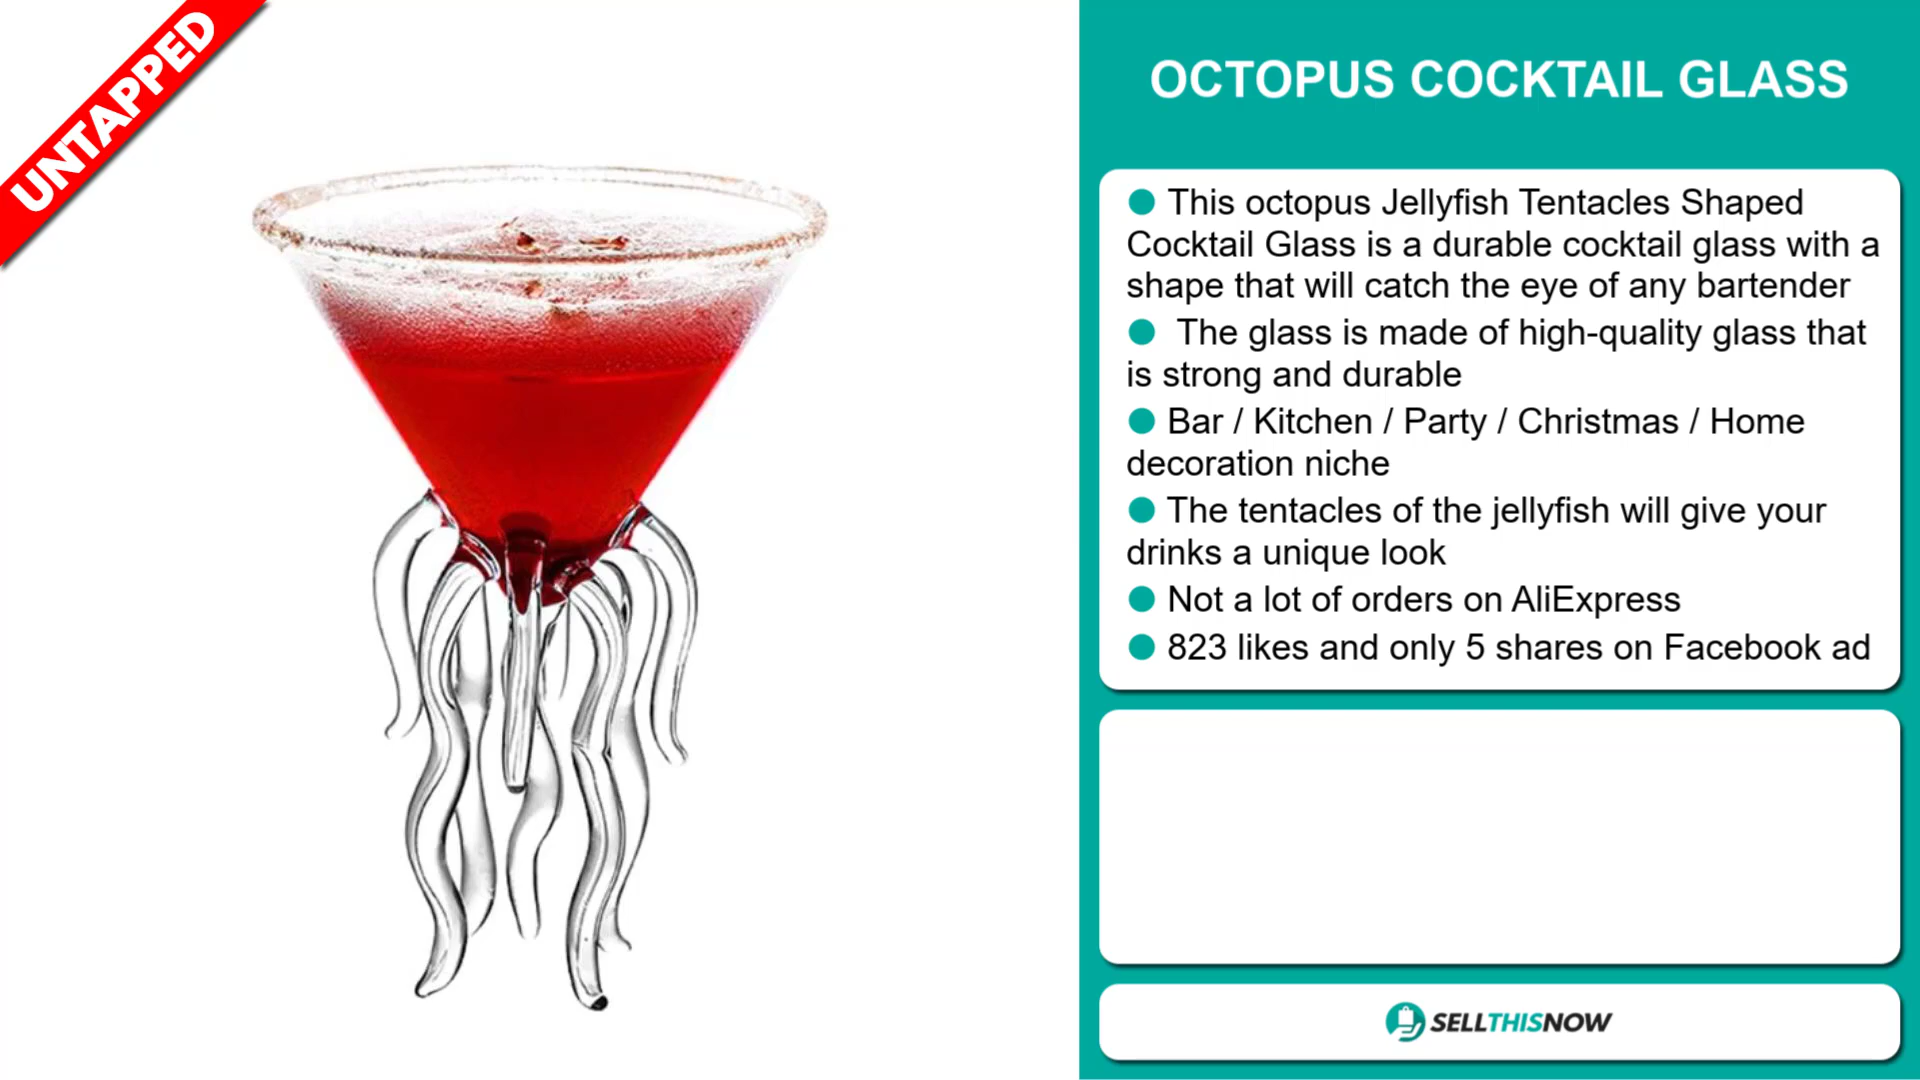 UNTAPPED
OCTOPUS COCKTAIL GLASS
● This octopus Jellyfish Tentacles Shaped
Cocktail Glass is a durable cocktail glass with a
shape that will catch the eye of any bartender
● The glass is made of high-quality glass that
is strong and durable
● Bar / Kitchen / Party / Christmas / Home
decoration niche
● The tentacles of the jellyfish will give your
drinks a unique look
● Not a lot of orders on AliExpress
● 823 likes and only 5 shares on Facebook ad
SELLTHISNOW